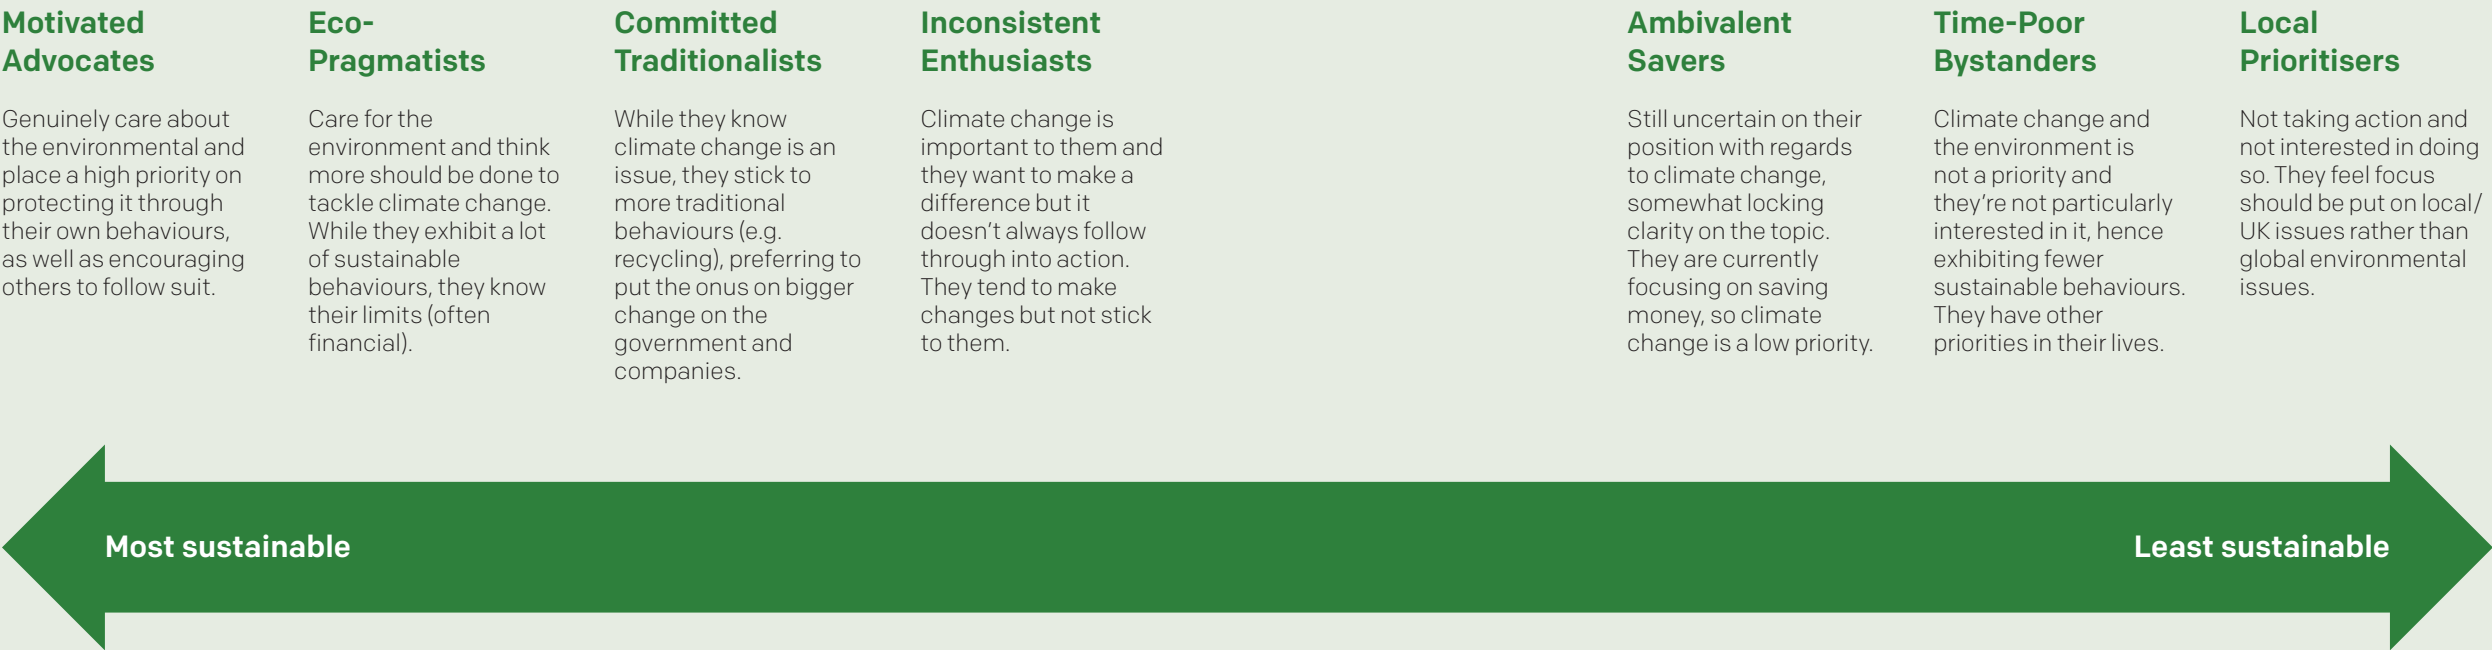 Motivated
Advocates
Genuinely care about
the environmental and
place a high priority on
protecting it through
their own behaviours,
as well as encouraging
others to follow suit.
Eco-
Pragmatists
Care for the
environment and think
more should be done to
tackle climate change.
While they exhibit a lot
of sustainable
behaviours, they know
their limits (often
financial).
Committed
Traditionalists
While they know
climate change is an
issue, they stick to
more traditional
behaviours (e.g.
recycling), preferring to
put the onus on bigger
change on the
government and
companies.
Inconsistent
Enthusiasts
Climate change is
important to them and
they want to make a
difference but it
doesn’t always follow
through into action.
They tend to make
changes but not stick
to them.
Ambivalent
Savers
Still uncertain on their
position with regards
to climate change,
somewhat locking
clarity on the topic.
They are currently
focusing on saving
money, so climate
change is a low priority.
Time-Poor
Bystanders
Climate change and
the environment is
not a priority and
they’re not particularly
interested in it, hence
exhibiting fewer
sustainable behaviours.
They have other
priorities in their lives.
Local
Prioritisers
Not taking action and
not interested in doing
so. They feel focus
should be put on local/
UK issues rather than
global environmental
issues.
Most sustainable
Least sustainable